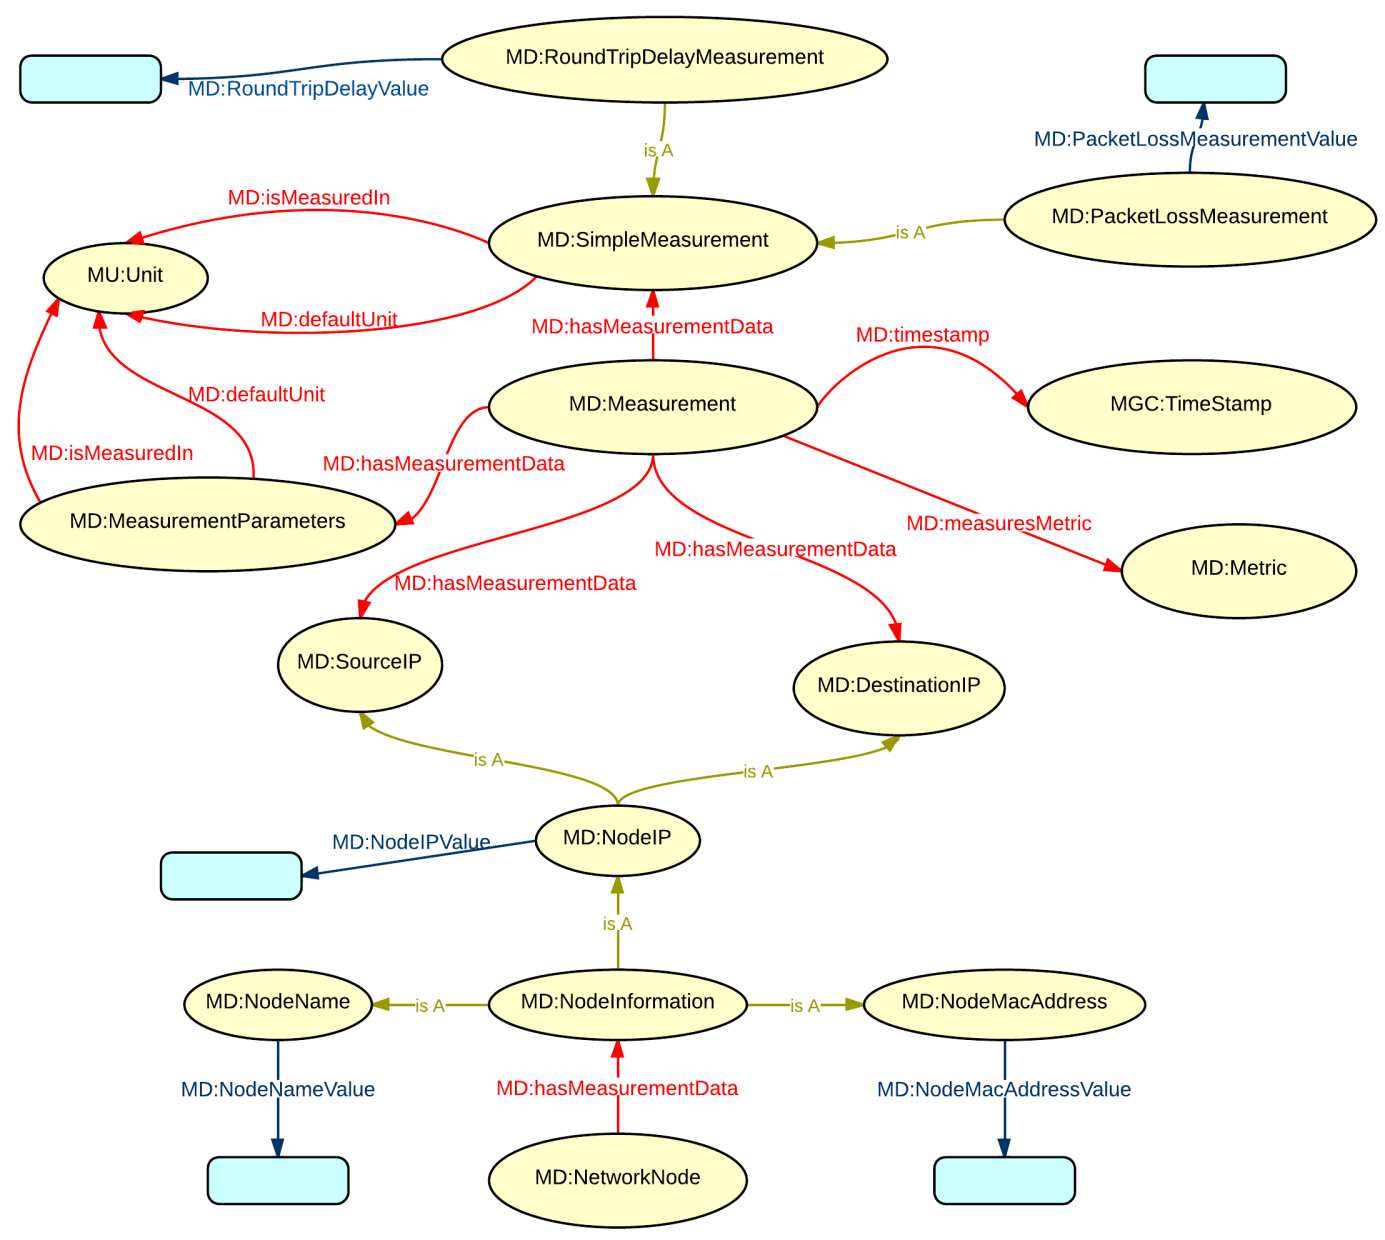 MD:RoundTripDelayMeasurement
MD:RoundTripDelayValue
MD:PacketLossMeasurementValue
is A
MD:isMeasuredIn
MD:SimpleMeasurement
is A
MD:PacketLossMeasurement
MU:Unit
MD:defaultUnit
MD:hasMeasurementData
MD:timestamp
MD:defaultUnit
MD:Measurement
MGC:TimeStamp
MD:isMeasuredIn
MD:hasMeasurementData
MD:MeasurementParameters
MD:measuresMetric
MD:hasMeasurementData
MD:Metric
MD:hasMeasurementData
MD:SourceIP
MD:DestinationIP
is A
is A
MD:NodeIPValue
MD:NodeIP
is A
MD:NodeName
is A
MD:NodeInformation
is A
MD:NodeMacAddress
MD:NodeNameValue
MD:hasMeasurementData
MD:NodeMacAddressValue
MD:NetworkNode